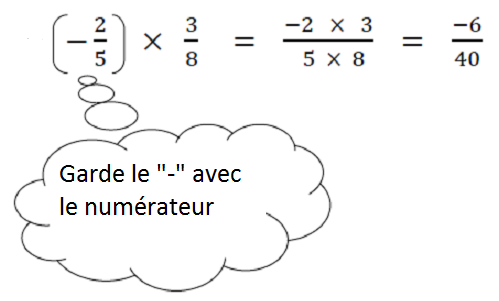 (− 2/5) × 3/8 = (−2 × 3)/(5 × 8) = −6/40
Garde le "-" avec
le numérateur